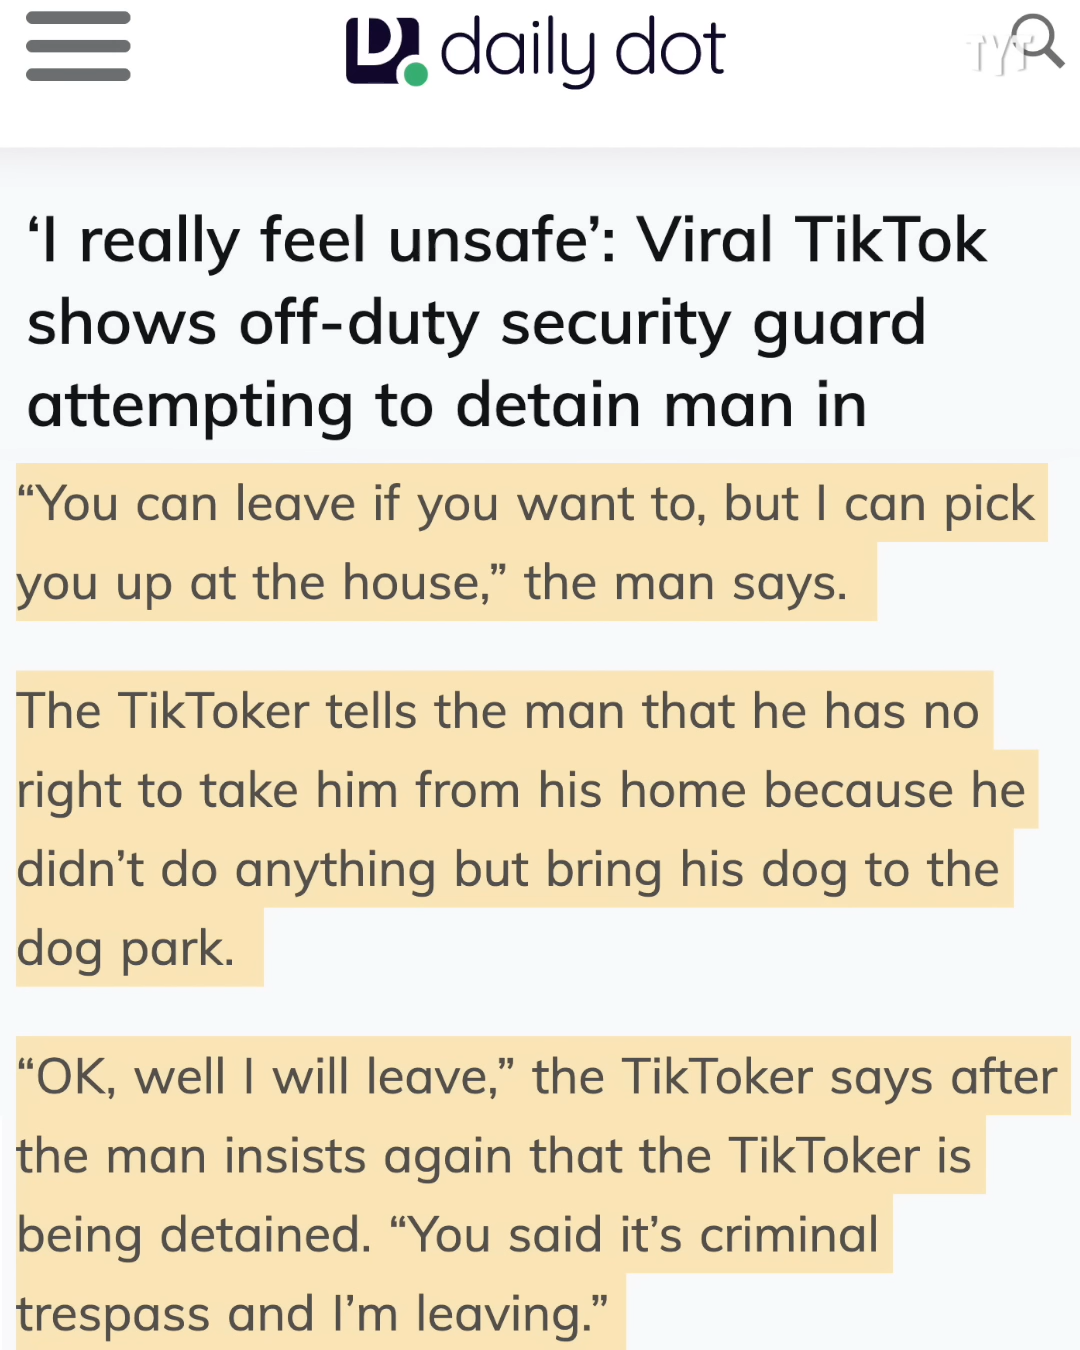 daily dot
TYT
‘I really feel unsafe’: Viral TikTok
shows off-duty security guard
attempting to detain man in
“You can leave if you want to, but I can pick
you up at the house,” the man says.
The TikToker tells the man that he has no
right to take him from his home because he
didn’t do anything but bring his dog to the
dog park.
“OK, well I will leave,” the TikToker says after
the man insists again that the TikToker is
being detained. “You said it’s criminal
trespass and I’m leaving.”